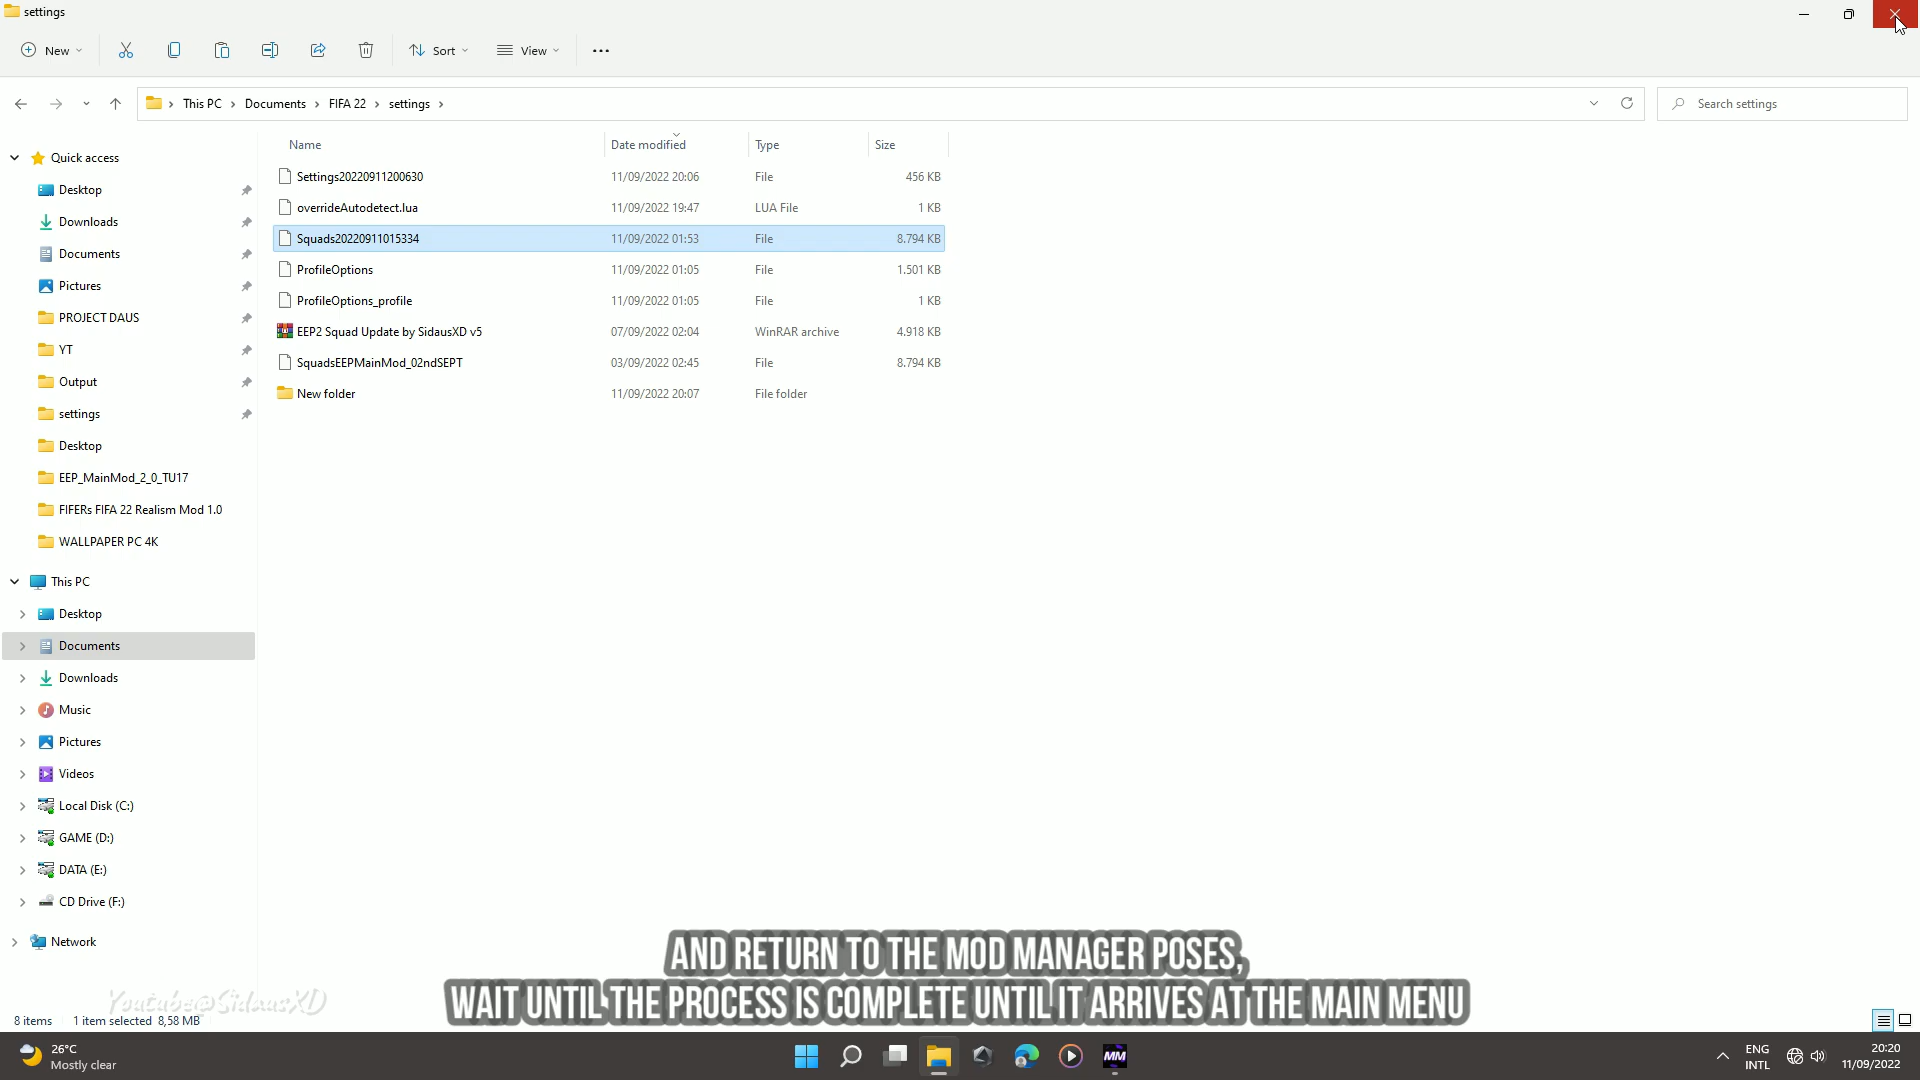 settings
New
Sort
View
This PC > Documents > FIFA 22 > settings >
Search settings
Name Date modified Type Size
Settings20220911200630 11/09/2022 20:06 File 456 KB
overrideAutodetect.lua 11/09/2022 19:47 LUA File 1 KB
Squads20220911015334 11/09/2022 01:53 File 8.794 KB
ProfileOptions 11/09/2022 01:05 File 1.501 KB
ProfileOptions_profile 11/09/2022 01:05 File 1 KB
EEP2 Squad Update by SidausXD v5 07/09/2022 02:04 WinRAR archive 4.918 KB
SquadsEEPMainMod_02ndSEPT 03/09/2022 02:45 File 8.794 KB
New folder 11/09/2022 20:07 File folder
Quick access
Desktop
Downloads
Documents
Pictures
PROJECT DAUS
YT
Output
settings
Desktop
EEP_MainMod_2_0_TU17
FIFERs FIFA 22 Realism Mod 1.0
WALLPAPER PC 4K
This PC
Desktop
Documents
Downloads
Music
Pictures
Videos
Local Disk (C:)
GAME (D:)
DATA (E:)
CD Drive (F:)
Network
AND RETURN TO THE MOD MANAGER POSES,
WAIT UNTIL THE PROCESS IS COMPLETE UNTIL IT ARRIVES AT THE MAIN MENU
Youtube@SidausXD
8 items 1 item selected 8,58 MB
26°C
Mostly clear
MM
ENG
INTL
20:20
11/09/2022